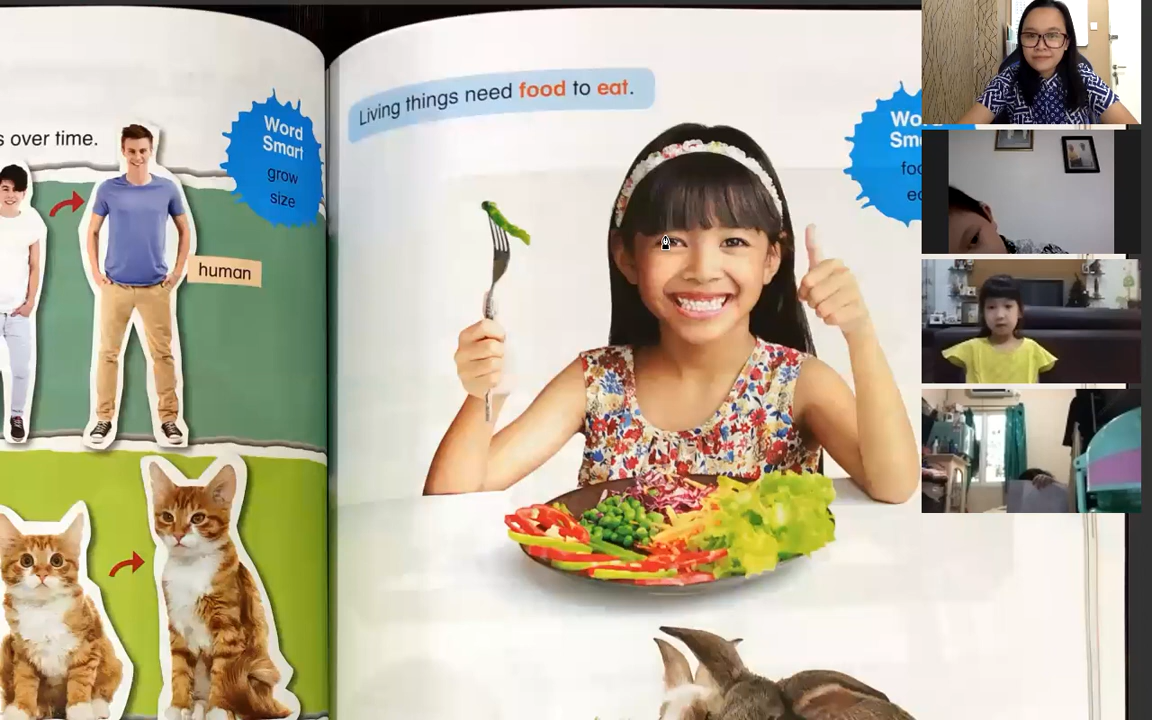 s over time.
Word
Smart
grow
size
human
Living things need food to eat.